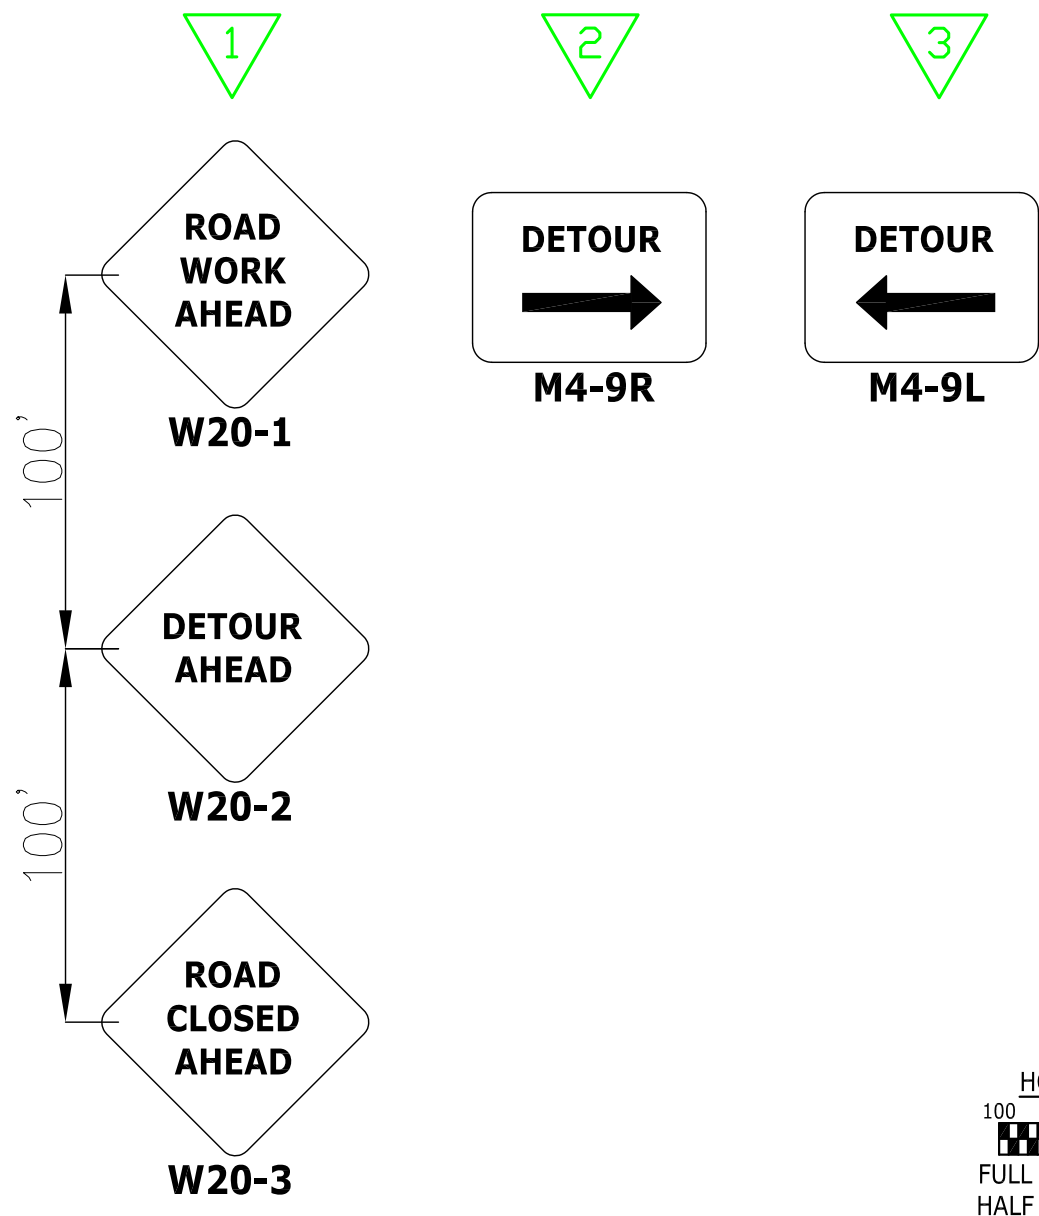 1
2
3
ROAD
WORK
AHEAD
W20-1
DETOUR
M4-9R
DETOUR
M4-9L
100'
DETOUR
AHEAD
W20-2
100'
ROAD
CLOSED
AHEAD
W20-3
100
FULL
HALF